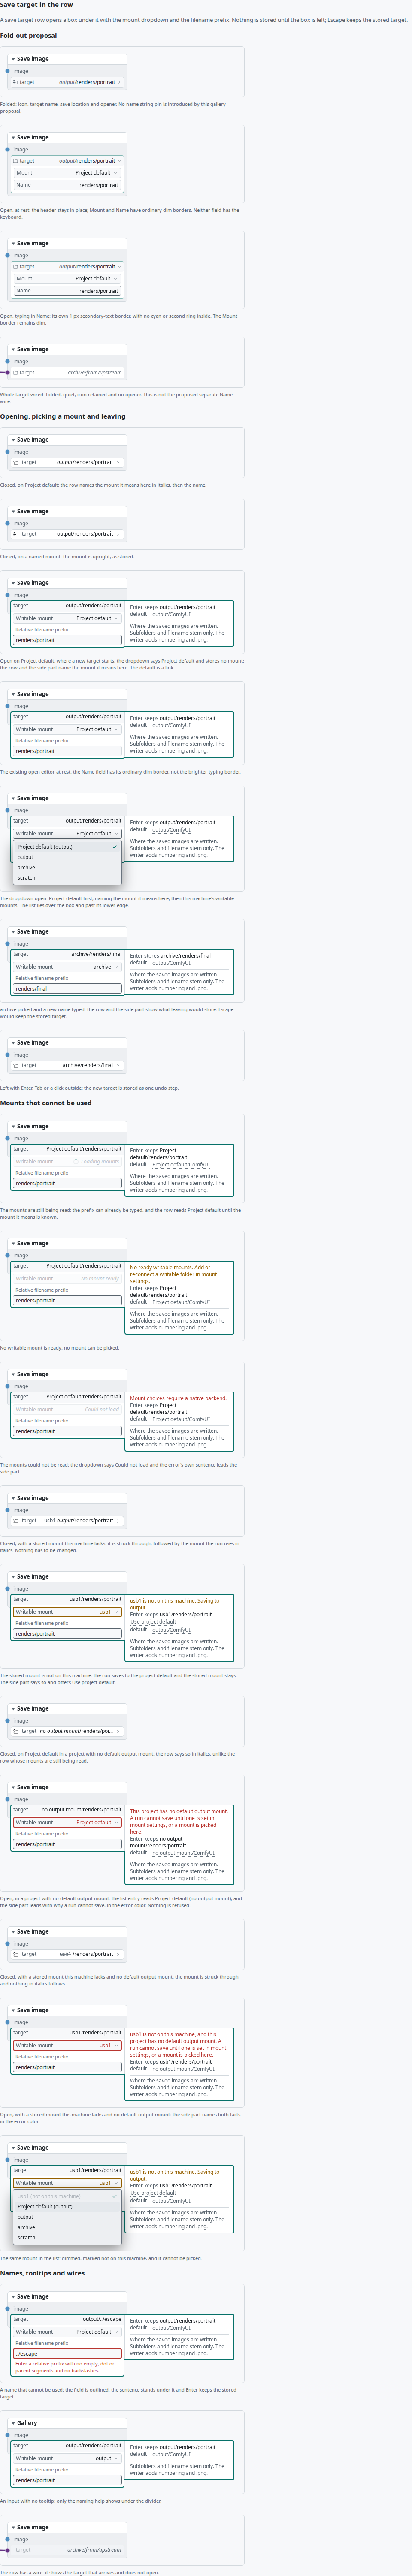 Save target in the row
A save target row opens a box under it with the mount dropdown and the filename prefix. Nothing is stored until the box is left; Escape keeps the stored target.
Fold-out proposal
Save image
image
target output/renders/portrait
Folded: icon, target name, save location and opener. No name string pin is introduced by this gallery
proposal.
Save image
image
target output/renders/portrait
Mount Project default
Name renders/portrait
Open, at rest: the header stays in place; Mount and Name have ordinary dim borders. Neither field has the
keyboard.
Save image
image
target output/renders/portrait
Mount Project default
Name renders/portrait
Open, typing in Name: its own 1 px secondary-text border, with no cyan or second ring inside. The Mount
border remains dim.
Save image
image
target archive/from/upstream
Whole target wired: folded, quiet, icon retained and no opener. This is not the proposed separate Name
wire.
Opening, picking a mount and leaving
Save image
image
target output/renders/portrait
Closed, on Project default: the row names the mount it means here in italics, then the name.
Save image
image
target output/renders/portrait
Closed, on a named mount: the mount is upright, as stored.
Save image
image
target output/renders/portrait
Writable mount Project default
Relative filename prefix
renders/portrait
Enter keeps output/renders/portrait
default output/ComfyUI
Where the saved images are written.
Subfolders and filename stem only. The
writer adds numbering and .png.
Open on Project default, where a new target starts: the dropdown says Project default and stores no mount;
the row and the side part name the mount it means here. The default is a link.
Save image
image
target output/renders/portrait
Writable mount Project default
Relative filename prefix
renders/portrait
Enter keeps output/renders/portrait
default output/ComfyUI
Where the saved images are written.
Subfolders and filename stem only. The
writer adds numbering and .png.
The existing open editor at rest: the Name field has its ordinary dim border, not the brighter typing border.
Save image
image
target output/renders/portrait
Writable mount Project default
Project default (output)
output
archive
scratch
Enter keeps output/renders/portrait
default output/ComfyUI
Where the saved images are written.
Subfolders and filename stem only. The
writer adds numbering and .png.
The dropdown open: Project default first, naming the mount it means here, then this machine's writable
mounts. The list lies over the box and past its lower edge.
Save image
image
target archive/renders/final
Writable mount archive
Relative filename prefix
renders/final
Enter stores archive/renders/final
default output/ComfyUI
Where the saved images are written.
Subfolders and filename stem only. The
writer adds numbering and .png.
archive picked and a new name typed: the row and the side part show what leaving would store. Escape
would keep the stored target.
Save image
image
target archive/renders/final
Left with Enter, Tab or a click outside: the new target is stored as one undo step.
Mounts that cannot be used
Save image
image
target Project default/renders/portrait
Writable mount Loading mounts
Relative filename prefix
renders/portrait
Enter keeps Project
default/renders/portrait
default Project default/ComfyUI
Where the saved images are written.
Subfolders and filename stem only. The
writer adds numbering and .png.
The mounts are still being read: the prefix can already be typed, and the row reads Project default until the
mount it means is known.
Save image
image
target Project default/renders/portrait
Writable mount No mount ready
Relative filename prefix
renders/portrait
No ready writable mounts. Add or
reconnect a writable folder in mount
settings.
Enter keeps Project
default/renders/portrait
default Project default/ComfyUI
Where the saved images are written.
Subfolders and filename stem only. The
writer adds numbering and .png.
No writable mount is ready: no mount can be picked.
Save image
image
target Project default/renders/portrait
Writable mount Could not load
Relative filename prefix
renders/portrait
Mount choices require a native backend.
Enter keeps Project
default/renders/portrait
default Project default/ComfyUI
Where the saved images are written.
Subfolders and filename stem only. The
writer adds numbering and .png.
The mounts could not be read: the dropdown says Could not load and the error's own sentence leads the
side part.
Save image
image
target usb1 output/renders/portrait
Closed, with a stored mount this machine lacks: it is struck through, followed by the mount the run uses in
italics. Nothing has to be changed.
Save image
image
target usb1/renders/portrait
Writable mount usb1
Relative filename prefix
renders/portrait
usb1 is not on this machine. Saving to
output.
Enter keeps usb1/renders/portrait
Use project default
default output/ComfyUI
Where the saved images are written.
Subfolders and filename stem only. The
writer adds numbering and .png.
The stored mount is not on this machine: the run saves to the project default and the stored mount stays.
The side part says so and offers Use project default.
Save image
image
target no output mount/renders/por...
Closed, on Project default in a project with no default output mount: the row says so in italics, unlike the
row whose mounts are still being read.
Save image
image
target no output mount/renders/portrait
Writable mount Project default
Relative filename prefix
renders/portrait
This project has no default output mount.
A run cannot save until one is set in
mount settings, or a mount is picked
here.
Enter keeps no output
mount/renders/portrait
default no output mount/ComfyUI
Where the saved images are written.
Subfolders and filename stem only. The
writer adds numbering and .png.
Open, in a project with no default output mount: the list entry reads Project default (no output mount), and
the side part leads with why a run cannot save, in the error color. Nothing is refused.
Save image
image
target usb1 /renders/portrait
Closed, with a stored mount this machine lacks and no default output mount: the mount is struck through
and nothing in italics follows.
Save image
image
target usb1/renders/portrait
Writable mount usb1
Relative filename prefix
renders/portrait
usb1 is not on this machine, and this
project has no default output mount. A
run cannot save until one is set in mount
settings, or a mount is picked here.
Enter keeps usb1/renders/portrait
default no output mount/ComfyUI
Where the saved images are written.
Subfolders and filename stem only. The
writer adds numbering and .png.
Open, with a stored mount this machine lacks and no default output mount: the side part names both facts
in the error color.
Save image
image
target usb1/renders/portrait
Writable mount usb1
usb1 (not on this machine)
Project default (output)
output
archive
scratch
usb1 is not on this machine. Saving to
output.
Enter keeps usb1/renders/portrait
Use project default
default output/ComfyUI
Where the saved images are written.
Subfolders and filename stem only. The
writer adds numbering and .png.
The same mount in the list: dimmed, marked not on this machine, and it cannot be picked.
Names, tooltips and wires
Save image
image
target output/../escape
Writable mount Project default
Relative filename prefix
../escape
Enter a relative prefix with no empty, dot or
parent segments and no backslashes.
Enter keeps output/renders/portrait
default output/ComfyUI
Where the saved images are written.
Subfolders and filename stem only. The
writer adds numbering and .png.
A name that cannot be used: the field is outlined, the sentence stands under it and Enter keeps the stored
target.
Gallery
image
target output/renders/portrait
Writable mount output
Relative filename prefix
renders/portrait
Enter keeps output/renders/portrait
default output/ComfyUI
Subfolders and filename stem only. The
writer adds numbering and .png.
An input with no tooltip: only the naming help shows under the divider.
Save image
image
target archive/from/upstream
The row has a wire: it shows the target that arrives and does not open.